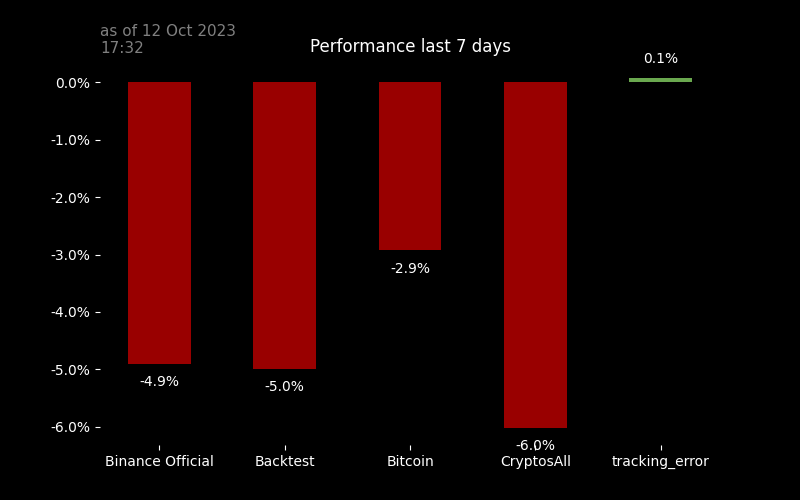 as of 12 Oct 2023
17:32
Performance last 7 days
0.1%
0.0%
-1.0%
-2.0%
-3.0%
-4.0%
-5.0%
-6.0%
-2.9%
-4.9%
-5.0%
-6.0%
Binance Official
Backtest
Bitcoin
CryptosAll
tracking_error